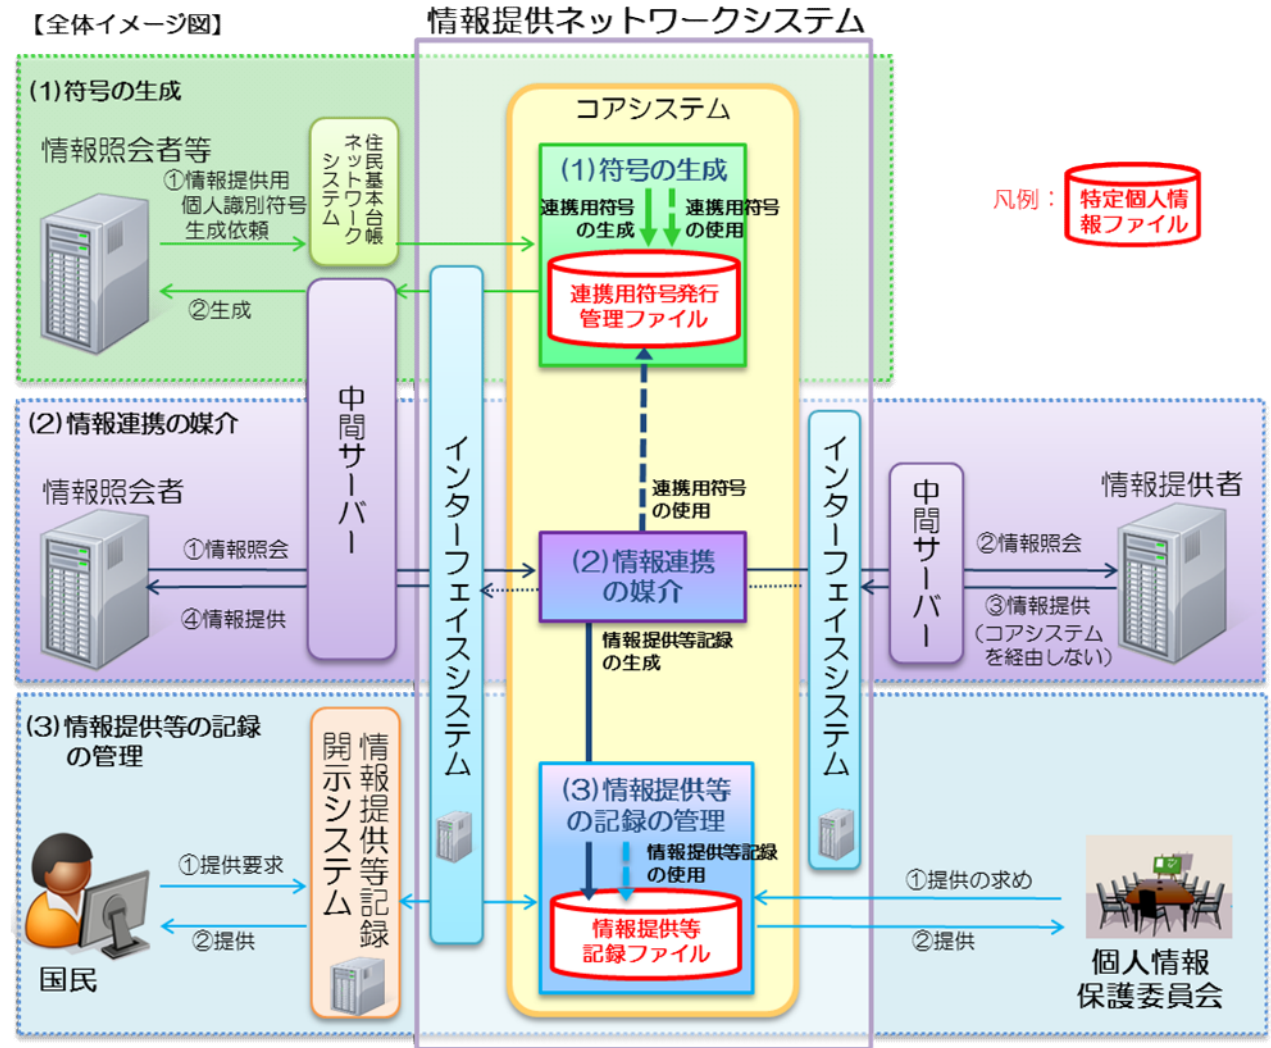 【全体イメージ図】
情報提供ネットワークシステム
(1)符号の生成
情報照会者等
①情報提供用
個人識別符号
生成依頼
②生成
住民基本台帳
ネットワーク
システム
コアシステム
(1)符号の生成
連携用符号
の生成
連携用符号
の使用
連携用符号発行
管理ファイル
凡例：
特定個人情
報ファイル
(2)情報連携の媒介
情報照会者
①情報照会
④情報提供
中間サーバー
インターフェイスシステム
連携用符号
の使用
(2)情報連携
の媒介
情報提供等記録
の生成
インターフェイスシステム
中間サーバー
情報提供者
②情報照会
③情報提供
（コアシステム
を経由しない）
(3)情報提供等の記録
の管理
国民
①提供要求
②提供
情報提供等記録
開示システム
(3)情報提供等
の記録の管理
情報提供等記録
の使用
情報提供等
記録ファイル
①提供の求め
②提供
個人情報
保護委員会